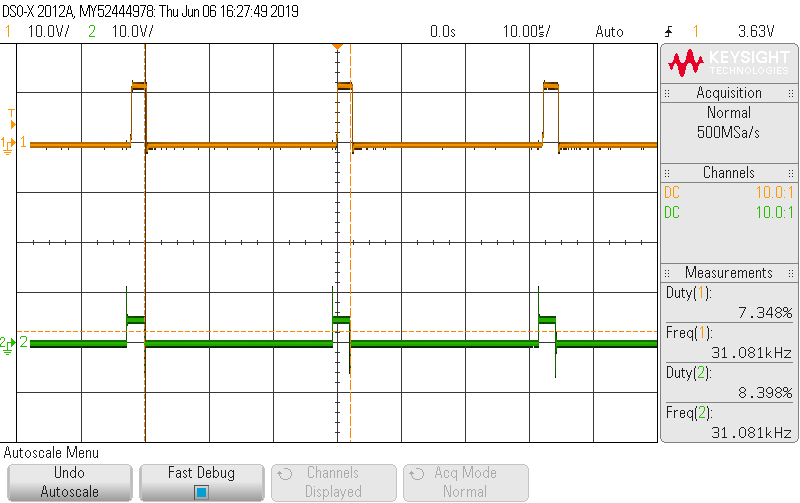 DSO-X 2012A, MY52444978: Thu Jun 06 16:27:49 2019
1 10.0V/ 2 10.0V/ 0.0s 10.00us/ Auto 1 3.63V
KEYSIGHT
TECHNOLOGIES
Acquisition
Normal
500MSa/s
Channels
DC 10.0:1
DC 10.0:1
Measurements
Duty(1):
7.348%
Freq(1):
31.081kHz
Duty(2):
8.398%
Freq(2):
31.081kHz
T
1 1
2 2
Autoscale Menu
Undo
Autoscale
Fast Debug
Channels
Displayed
Acq Mode
Normal